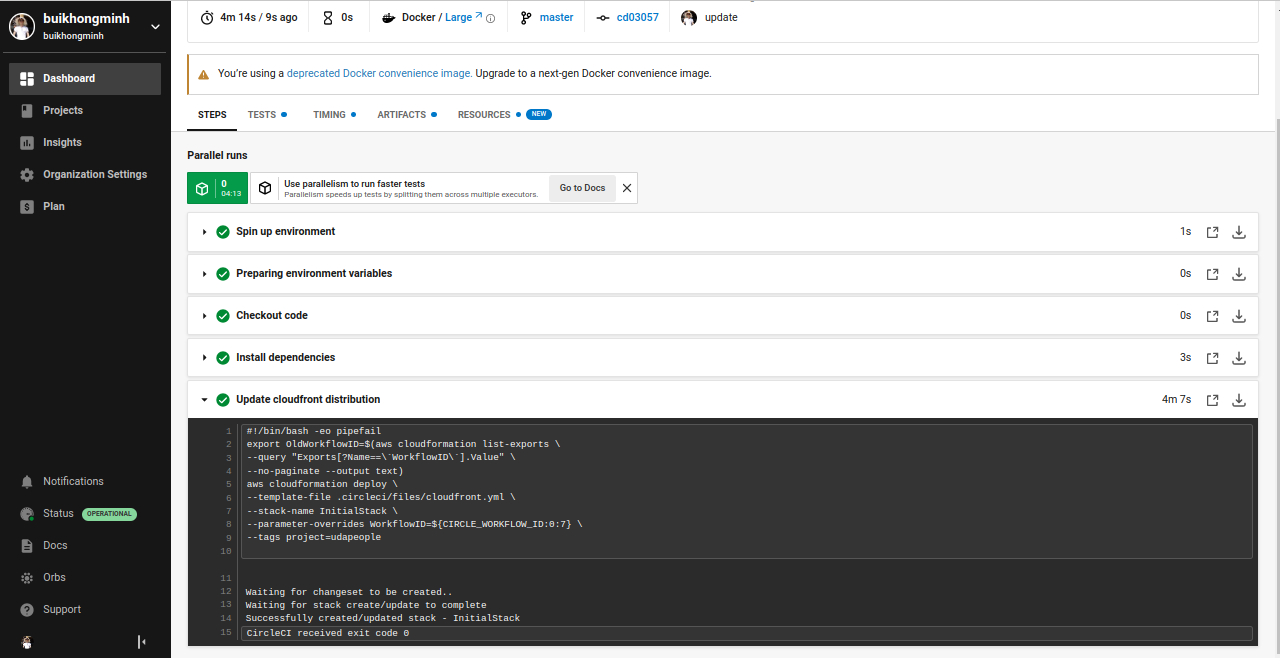 buikhongminh
buikhongminh
Dashboard
Projects
Insights
Organization Settings
$ Plan
Notifications
Status OPERATIONAL
Docs
Orbs
Support
4m 14s / 9s ago
0s
Docker / Large
master
cd03057
update
You're using a deprecated Docker convenience image. Upgrade to a next-gen Docker convenience image.
STEPS
TESTS
TIMING
ARTIFACTS
RESOURCES NEW
Parallel runs
0
04:13
Use parallelism to run faster tests
Parallelism speeds up tests by splitting them across multiple executors.
Go to Docs
Spin up environment 1s
Preparing environment variables 0s
Checkout code 0s
Install dependencies 3s
Update cloudfront distribution 4m 7s
1 #!/bin/bash -eo pipefail
2 export OldWorkflowID=$(aws cloudformation list-exports \
3 --query "Exports[?Name==\`WorkflowID\`].Value" \
4 --no-paginate --output text)
5 aws cloudformation deploy \
6 --template-file .circleci/files/cloudfront.yml \
7 --stack-name InitialStack \
8 --parameter-overrides WorkflowID=${CIRCLE_WORKFLOW_ID:0:7} \
9 --tags project=udapeople
10
11
12 Waiting for changeset to be created..
13 Waiting for stack create/update to complete
14 Successfully created/updated stack - InitialStack
15 CircleCI received exit code 0